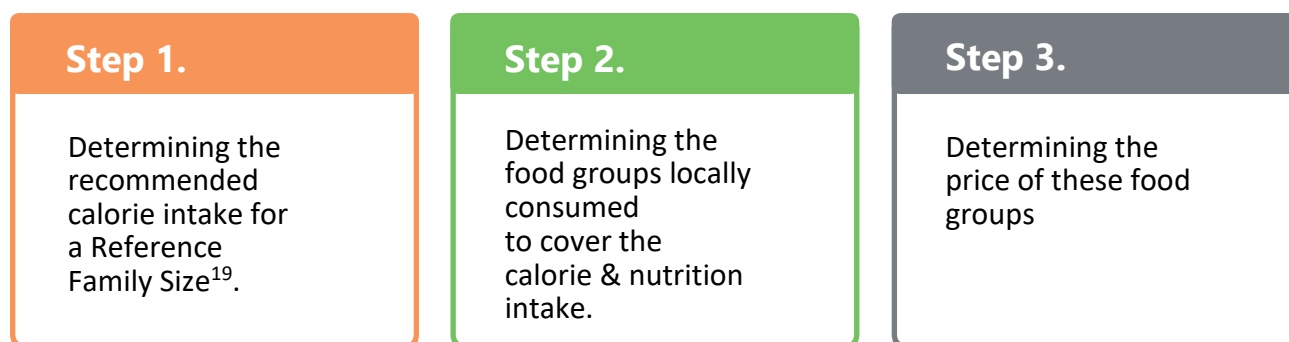 Step 1.
Determining the
recommended
calorie intake for
a Reference
Family Size¹⁹.
Step 2.
Determining the
food groups locally
consumed
to cover the
calorie & nutrition
intake.
Step 3.
Determining the
price of these food
groups